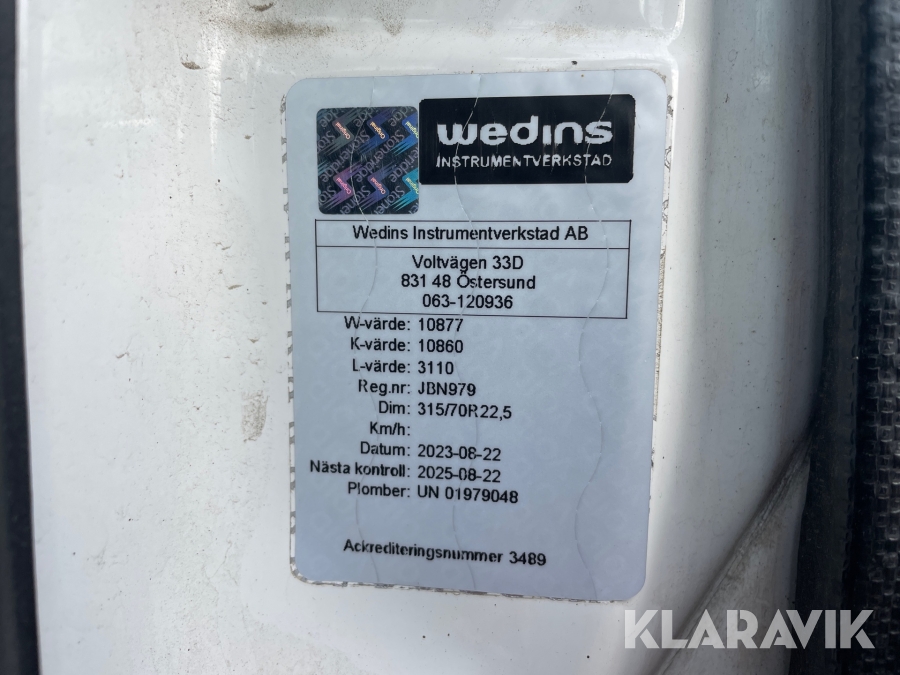 wedins
INSTRUMENTVERKSTAD
Stoneridge
Wedins Instrumentverkstad AB
Voltvägen 33D
831 48 Östersund
063-120936
W-värde: 10877
K-värde: 10860
L-värde: 3110
Reg.nr: JBN979
Dim: 315/70R22,5
Km/h:
Datum: 2023-08-22
Nästa kontroll: 2025-08-22
Plomber: UN 01979048
Ackrediteringsnummer 3489
KLARAVIK